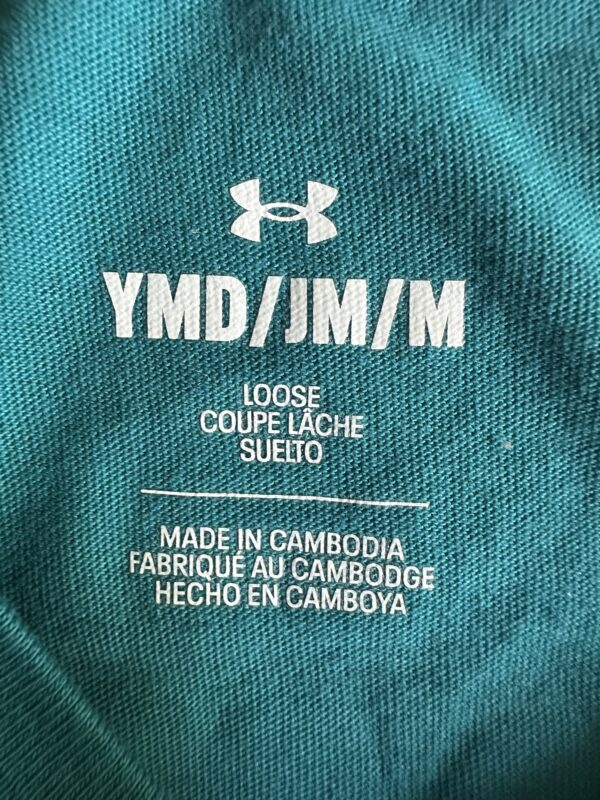 YMD/JM/M
LOOSE
COUPE LÂCHE
SUELTO
MADE IN CAMBODIA
FABRIQUÉ AU CAMBODGE
HECHO EN CAMBOYA